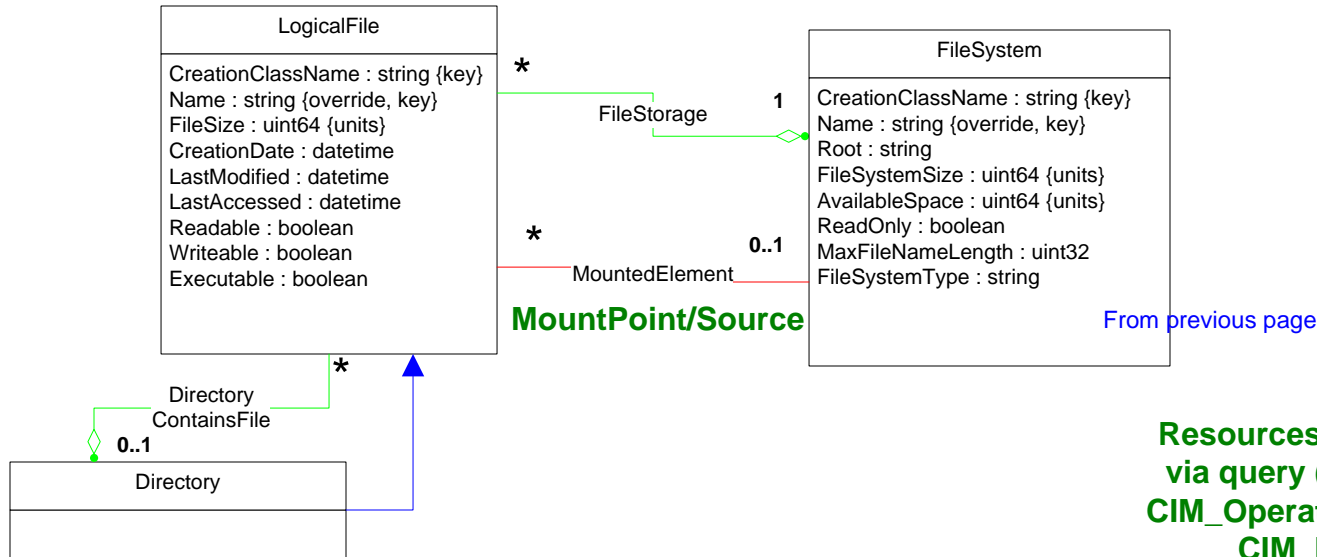 LogicalFile
CreationClassName : string {key}
Name : string {override, key}
FileSize : uint64 {units}
CreationDate : datetime
LastModified : datetime
LastAccessed : datetime
Readable : boolean
Writeable : boolean
Executable : boolean
*
FileStorage
1
*
MountedElement
0..1
MountPoint/Source
FileSystem
CreationClassName : string {key}
Name : string {override, key}
Root : string
FileSystemSize : uint64 {units}
AvailableSpace : uint64 {units}
ReadOnly : boolean
MaxFileNameLength : uint32
FileSystemType : string
From previous page
*
Directory
ContainsFile
0..1
Directory
Resources
via query
CIM_Operat
CIM_